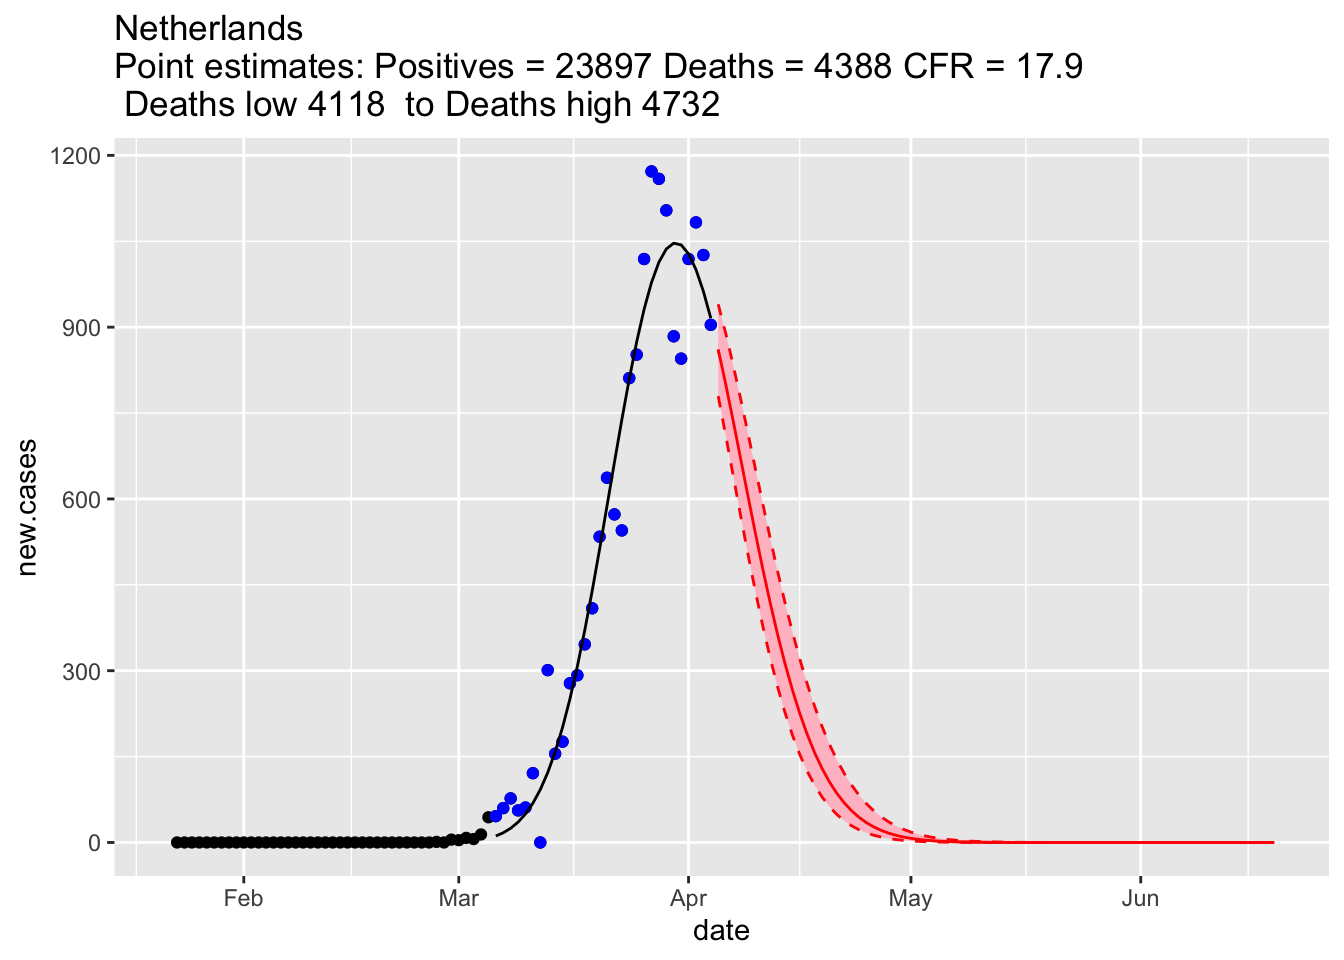 Netherlands
Point estimates: Positives = 23897 Deaths = 4388 CFR = 17.9
Deaths low 4118  to Deaths high 4732
1200
900
600
300
0
new.cases
Feb Mar Apr May Jun
date